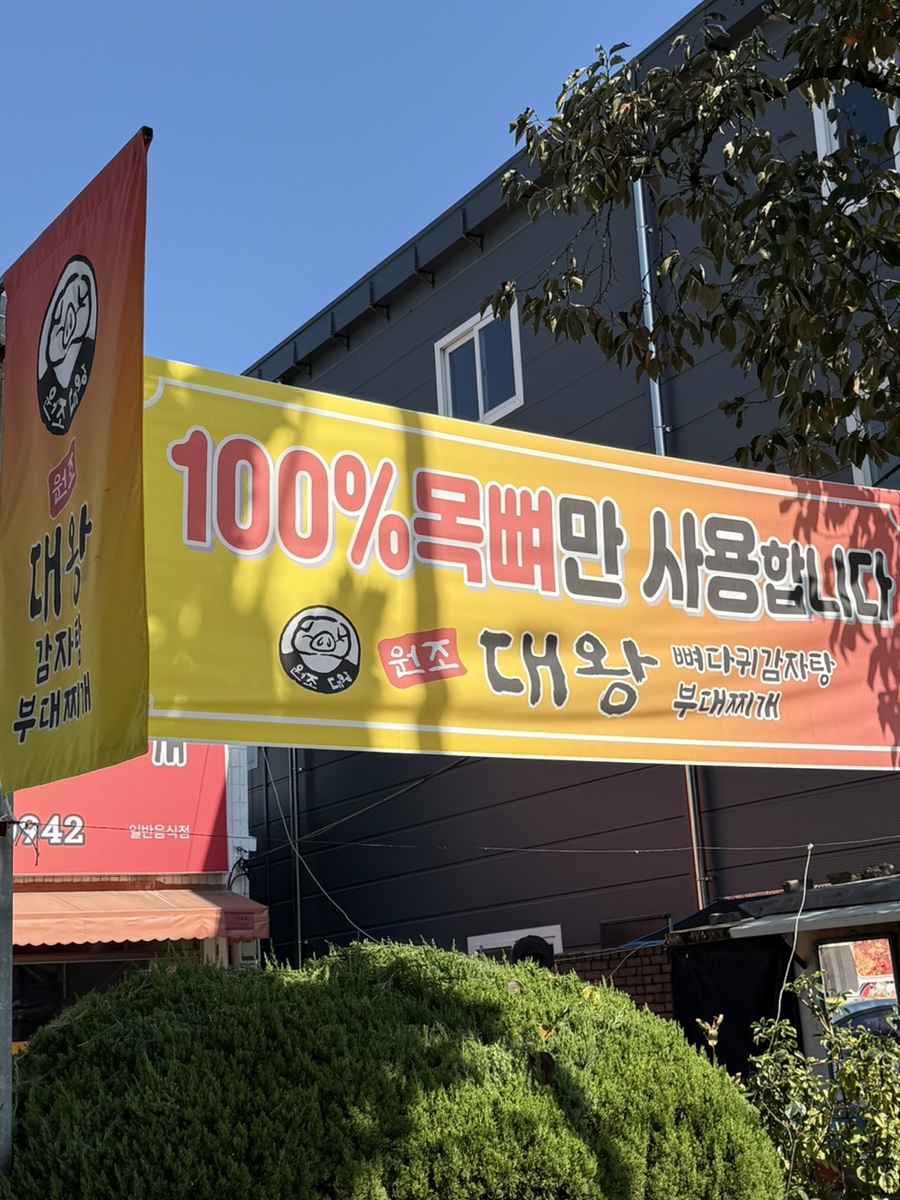 원조 대왕
원조
대왕
감자탕
부대찌개
100%목뼈만 사용합니다
원조 대왕
원조 대왕 뼈다귀감자탕
부대찌개
942
일반음식점